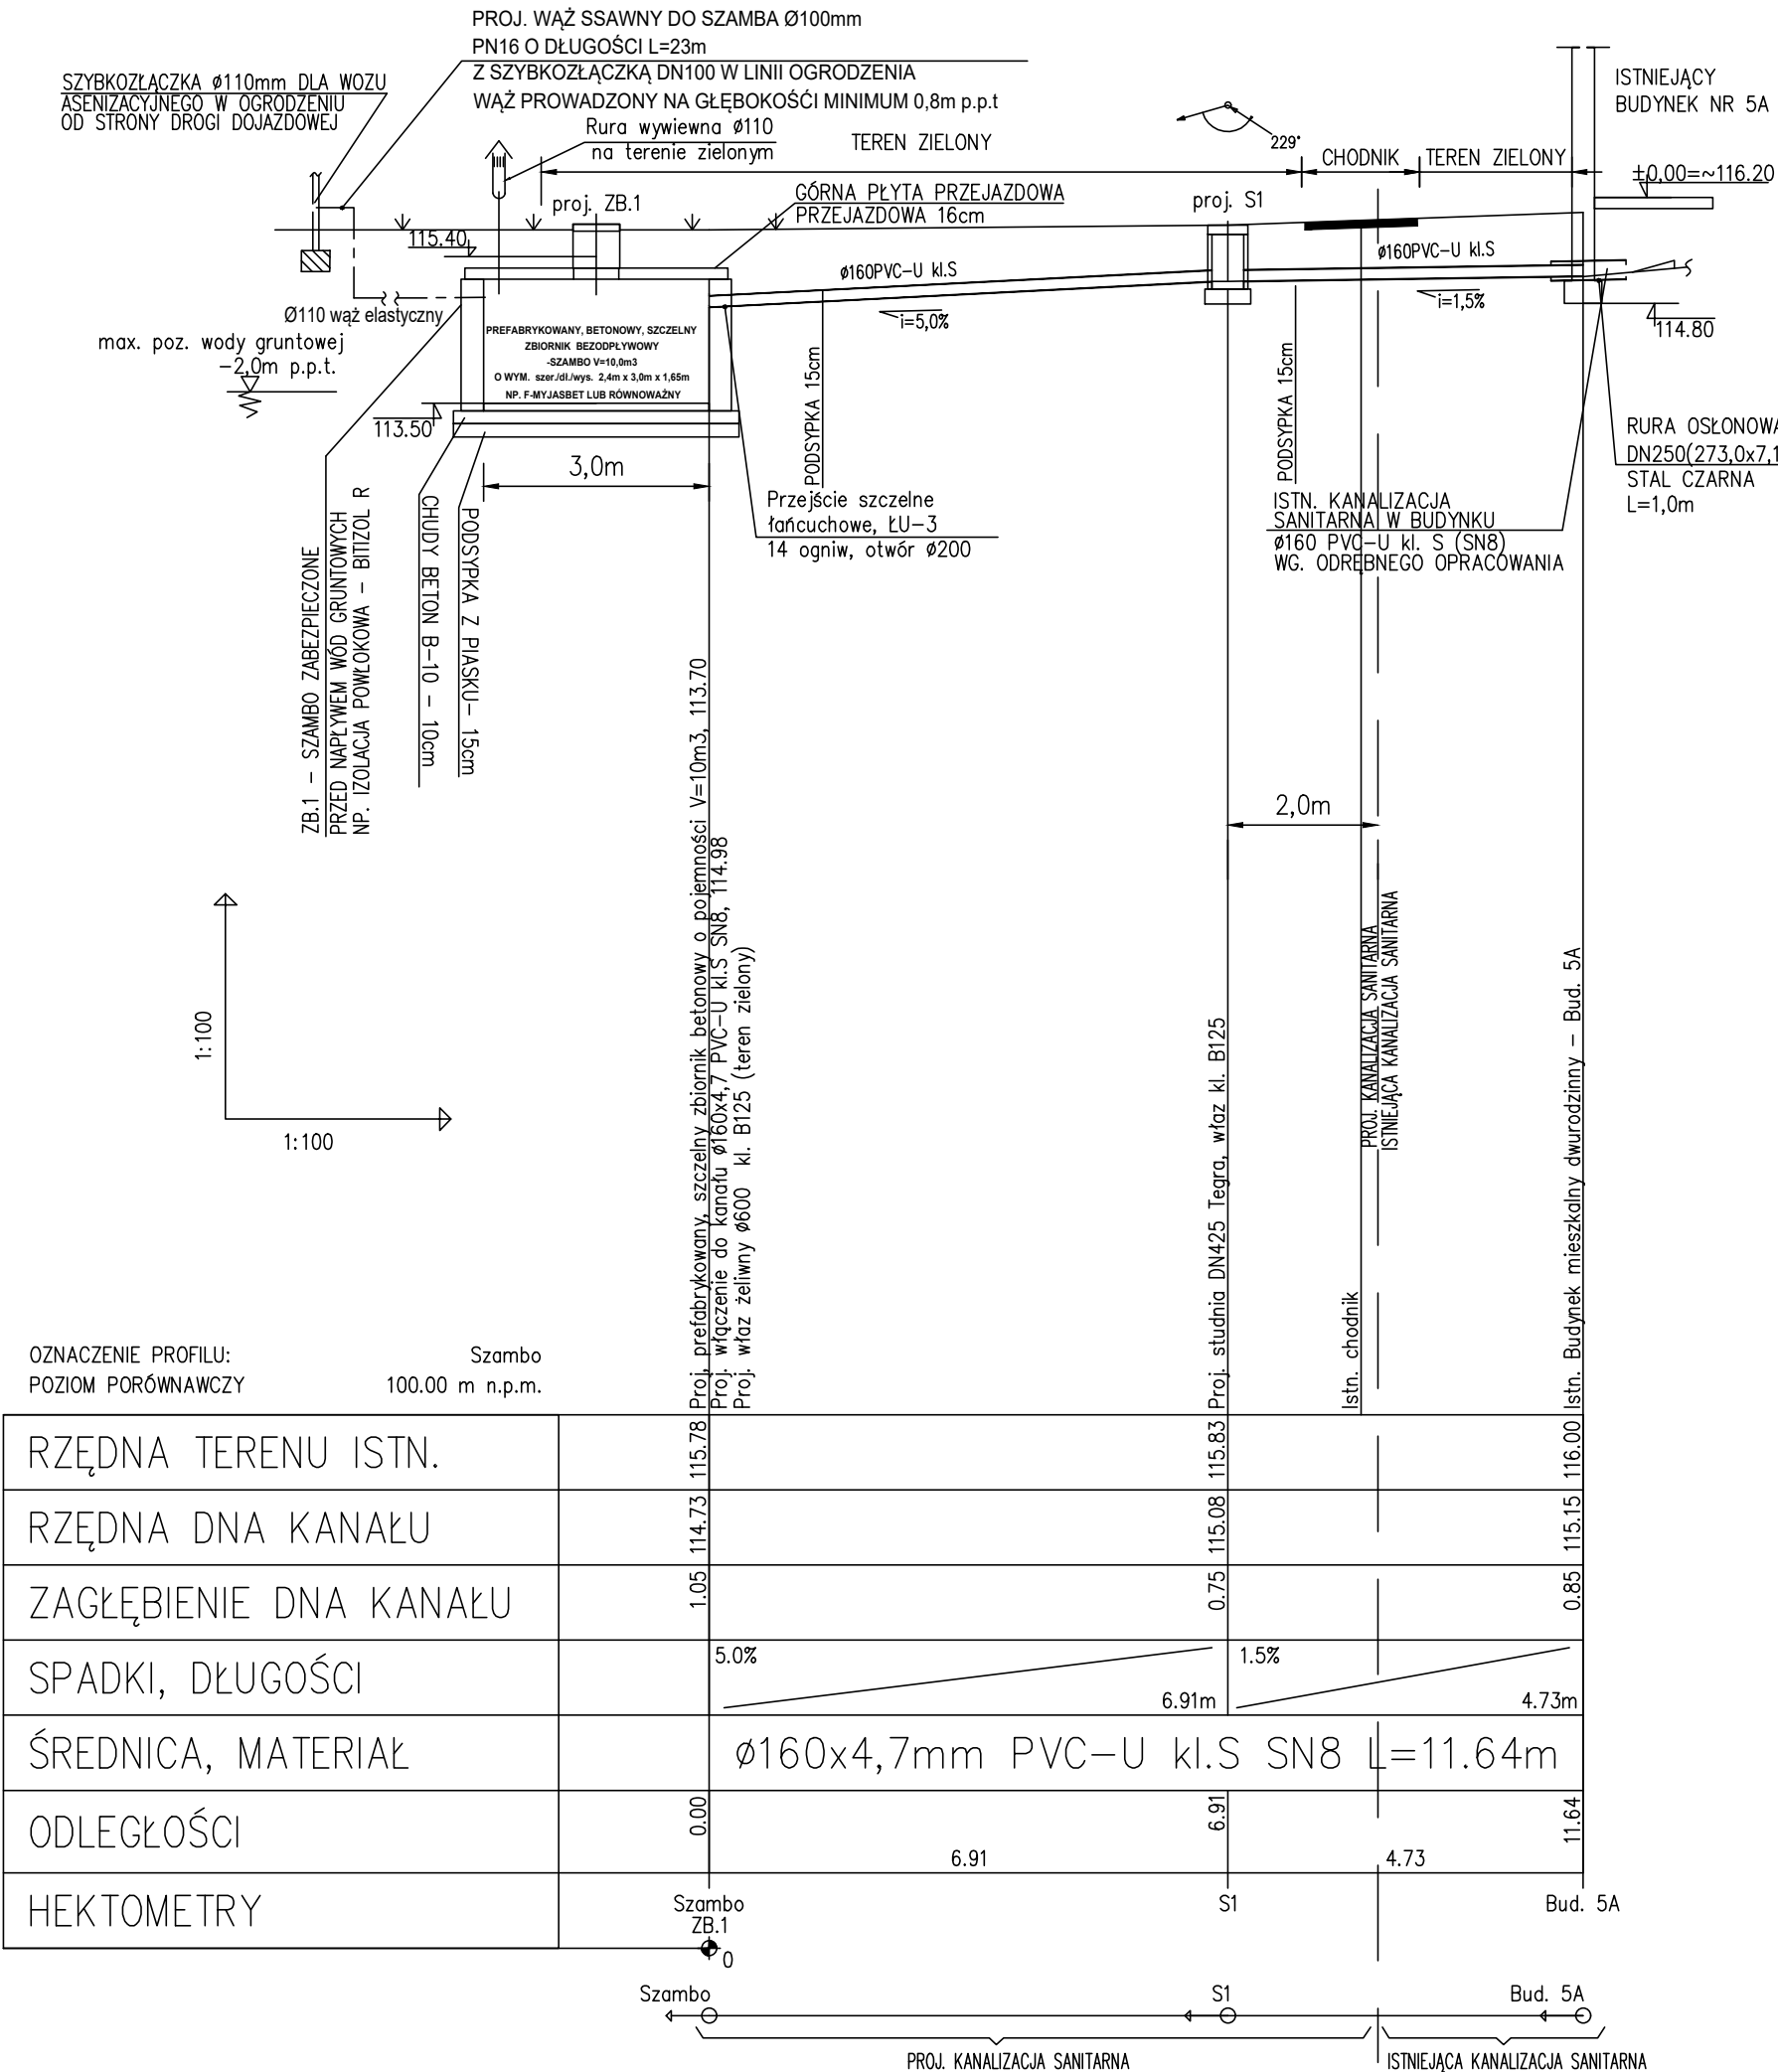 PROJ. WĄŻ SSAWNY DO SZAMBA Ø100mm
PN16 O DŁUGOŚCI L=23m
Z SZYBKOZŁĄCZKĄ DN100 W LINII OGRODZENIA
WĄŻ PROWADZONY NA GŁĘBOKOŚĆI MINIMUM 0,8m p.p.t
SZYBKOZŁĄCZKA ø110mm DLA WOZU
ASENIZACYJNEGO W OGRODZENIU
OD STRONY DROGI DOJAZDOWEJ
Rura wywiewna ø110
na terenie zielonym
TEREN ZIELONY
229°
CHODNIK
TEREN ZIELONY
ISTNIEJĄCY
BUDYNEK NR 5A
±0,00=~116.20
GÓRNA PŁYTA PRZEJAZDOWA
PRZEJAZDOWA 16cm
proj. ZB.1
proj. S1
115.40
ø160PVC-U kl.S
ø160PVC-U kl.S
i=5,0%
i=1,5%
114.80
Ø110 wąż elastyczny
max. poz. wody gruntowej
-2,0m p.p.t.
PREFABRYKOWANY, BETONOWY, SZCZELNY
ZBIORNIK BEZODPŁYWOWY
-SZAMBO V=10,0m3
O WYM. szer./dł./wys. 2,4m x 3,0m x 1,65m
NP. F-MYJASBET LUB RÓWNOWAŻNY
113.50
3,0m
PODSYPKA 15cm
PODSYPKA 15cm
Przejście szczelne
łańcuchowe, ŁU-3
14 ogniw, otwór ø200
ISTN. KANALIZACJA
SANITARNA W BUDYNKU
ø160 PVC-U kl. S (SN8)
WG. ODRĘBNEGO OPRACOWANIA
RURA OSŁONOWA
DN250(273,0x7,1
STAL CZARNA
L=1,0m
ZB.1 - SZAMBO ZABEZPIECZONE
PRZED NAPŁYWEM WÓD GRUNTOWYCH
NP. IZOLACJA POWŁOKOWA - BITIZOL R
CHUDY BETON B-10 - 10cm
PODSYPKA Z PIASKU- 15cm
2,0m
1:100
1:100
Proj. prefabrykowany, szczelny zbiornik betonowy o pojemności V=10m3, 113.70
Proj. włączenie do kanału ø160x4,7 PVC-U kl.S SN8, 114.98
Proj. właz żeliwny ø600 kl. B125 (teren zielony)
Proj. studnia DN425 Tegra, właz kl. B125
Istn. chodnik
PROJ. KANALIZACJA SANITARNA
ISTNIEJĄCA KANALIZACJA SANITARNA
Istn. Budynek mieszkalny dwurodzinny - Bud. 5A
OZNACZENIE PROFILU: Szambo
POZIOM PORÓWNAWCZY 100.00 m n.p.m.
RZĘDNA TERENU ISTN. 115.78 115.83 116.00
RZĘDNA DNA KANAŁU 114.73 115.08 115.15
ZAGŁĘBIENIE DNA KANAŁU 1.05 0.75 0.85
SPADKI, DŁUGOŚCI 5.0% 6.91m 1.5% 4.73m
ŚREDNICA, MATERIAŁ ø160x4,7mm PVC-U kl.S SN8 L=11.64m
ODLEGŁOŚCI 0.00 6.91 6.91 4.73 11.64
HEKTOMETRY
Szambo
ZB.1
0
S1
Bud. 5A
Szambo
S1
Bud. 5A
PROJ. KANALIZACJA SANITARNA
ISTNIEJĄCA KANALIZACJA SANITARNA